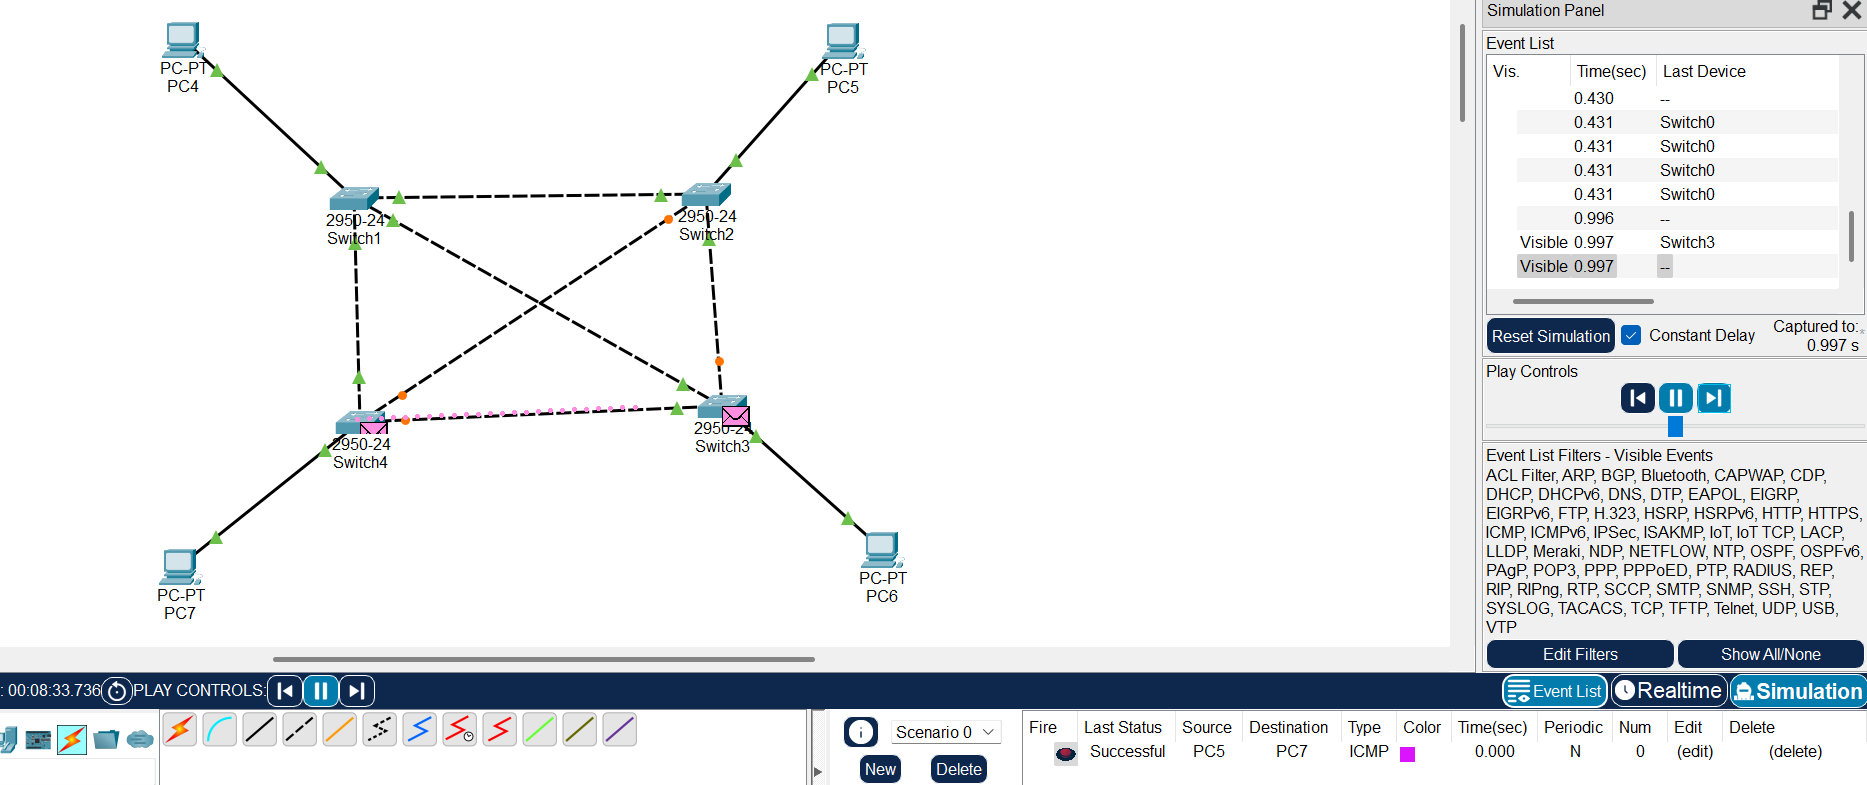 PC-PT
PC4
PC-PT
PC5
2950-24
Switch1
2950-24
Switch2
2950-24
Switch4
2950-24
Switch3
PC-PT
PC7
PC-PT
PC6
Simulation Panel
Event List
Vis. Time(sec) Last Device
0.430 --
0.431 Switch0
0.431 Switch0
0.431 Switch0
0.431 Switch0
0.996 --
Visible 0.997 Switch3
Visible 0.997 --
Reset Simulation Constant Delay Captured to:*
0.997 s
Play Controls
Event List Filters - Visible Events
ACL Filter, ARP, BGP, Bluetooth, CAPWAP, CDP,
DHCP, DHCPv6, DNS, DTP, EAPOL, EIGRP,
EIGRPv6, FTP, H.323, HSRP, HSRPv6, HTTP, HTTPS,
ICMP, ICMPv6, IPSec, ISAKMP, IoT, IoT TCP, LACP,
LLDP, Meraki, NDP, NETFLOW, NTP, OSPF, OSPFv6,
PAgP, POP3, PPP, PPPoED, PTP, RADIUS, REP,
RIP, RIPng, RTP, SCCP, SMTP, SNMP, SSH, STP,
SYSLOG, TACACS, TCP, TFTP, Telnet, UDP, USB,
VTP
Edit Filters Show All/None
: 00:08:33.736 PLAY CONTROLS:
Event List Realtime Simulation
Scenario 0
New Delete
Fire Last Status Source Destination Type Color Time(sec) Periodic Num Edit Delete
Successful PC5 PC7 ICMP 0.000 N 0 (edit) (delete)